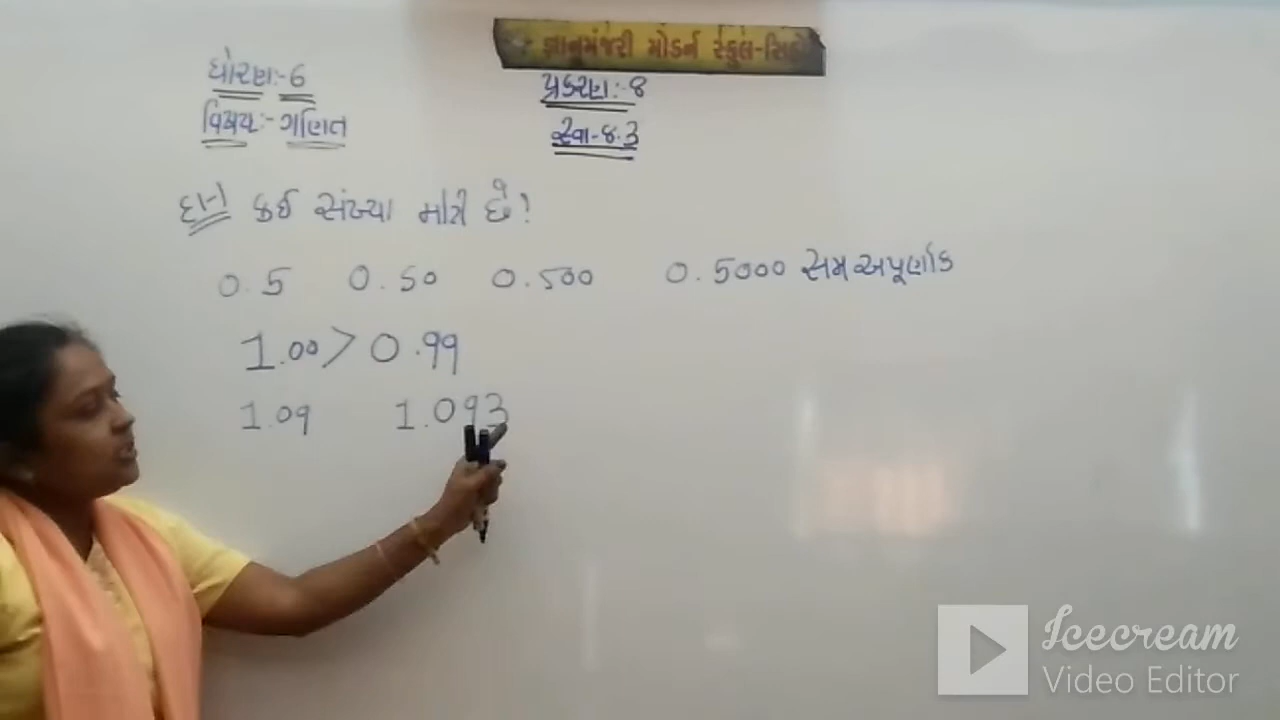 જ્ઞાનમંજરી મોડર્ન સ્કુલ-સિહો
ધોરણ:-6
પ્રકરણ:-8
વિષય:-ગણિત
સ્વા-8.3
દા-1 કઈ સંખ્યા મોટી છે?
0.5 0.50 0.500 0.5000 સમઅપૂર્ણાંક
1.00 > 0.99
1.09 1.093
Icecream
Video Editor